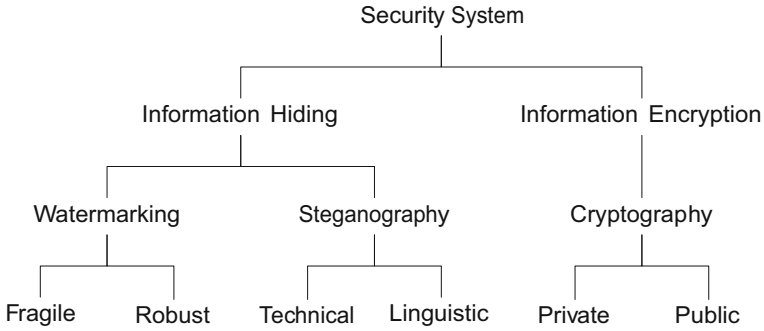 Security System
Information Hiding
Information Encryption
Watermarking
Steganography
Cryptography
Fragile
Robust
Technical
Linguistic
Private
Public